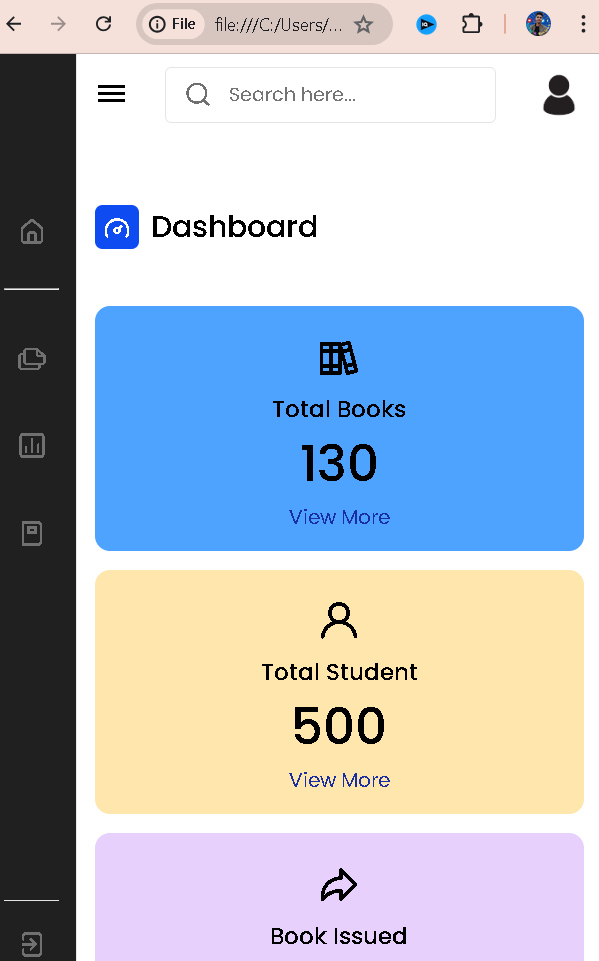 File
file:///C:/Users/...
Search here...
Dashboard
Total Books
130
View More
Total Student
500
View More
Book Issued